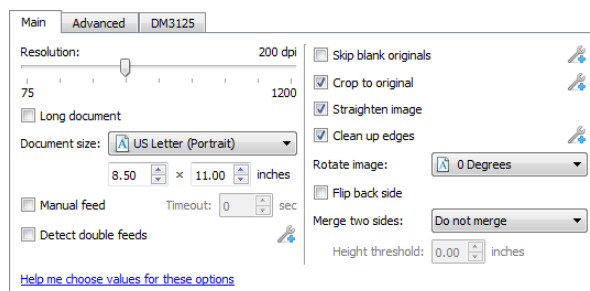 Main Advanced DM3125
Resolution: 200 dpi
75 1200
Long document
Document size: US Letter (Portrait)
8.50 × 11.00 inches
Manual feed Timeout: 0 sec
Detect double feeds
Help me choose values for these options
Skip blank originals
Crop to original
Straighten image
Clean up edges
Rotate image: 0 Degrees
Flip back side
Merge two sides: Do not merge
Height threshold: 0.00 inches